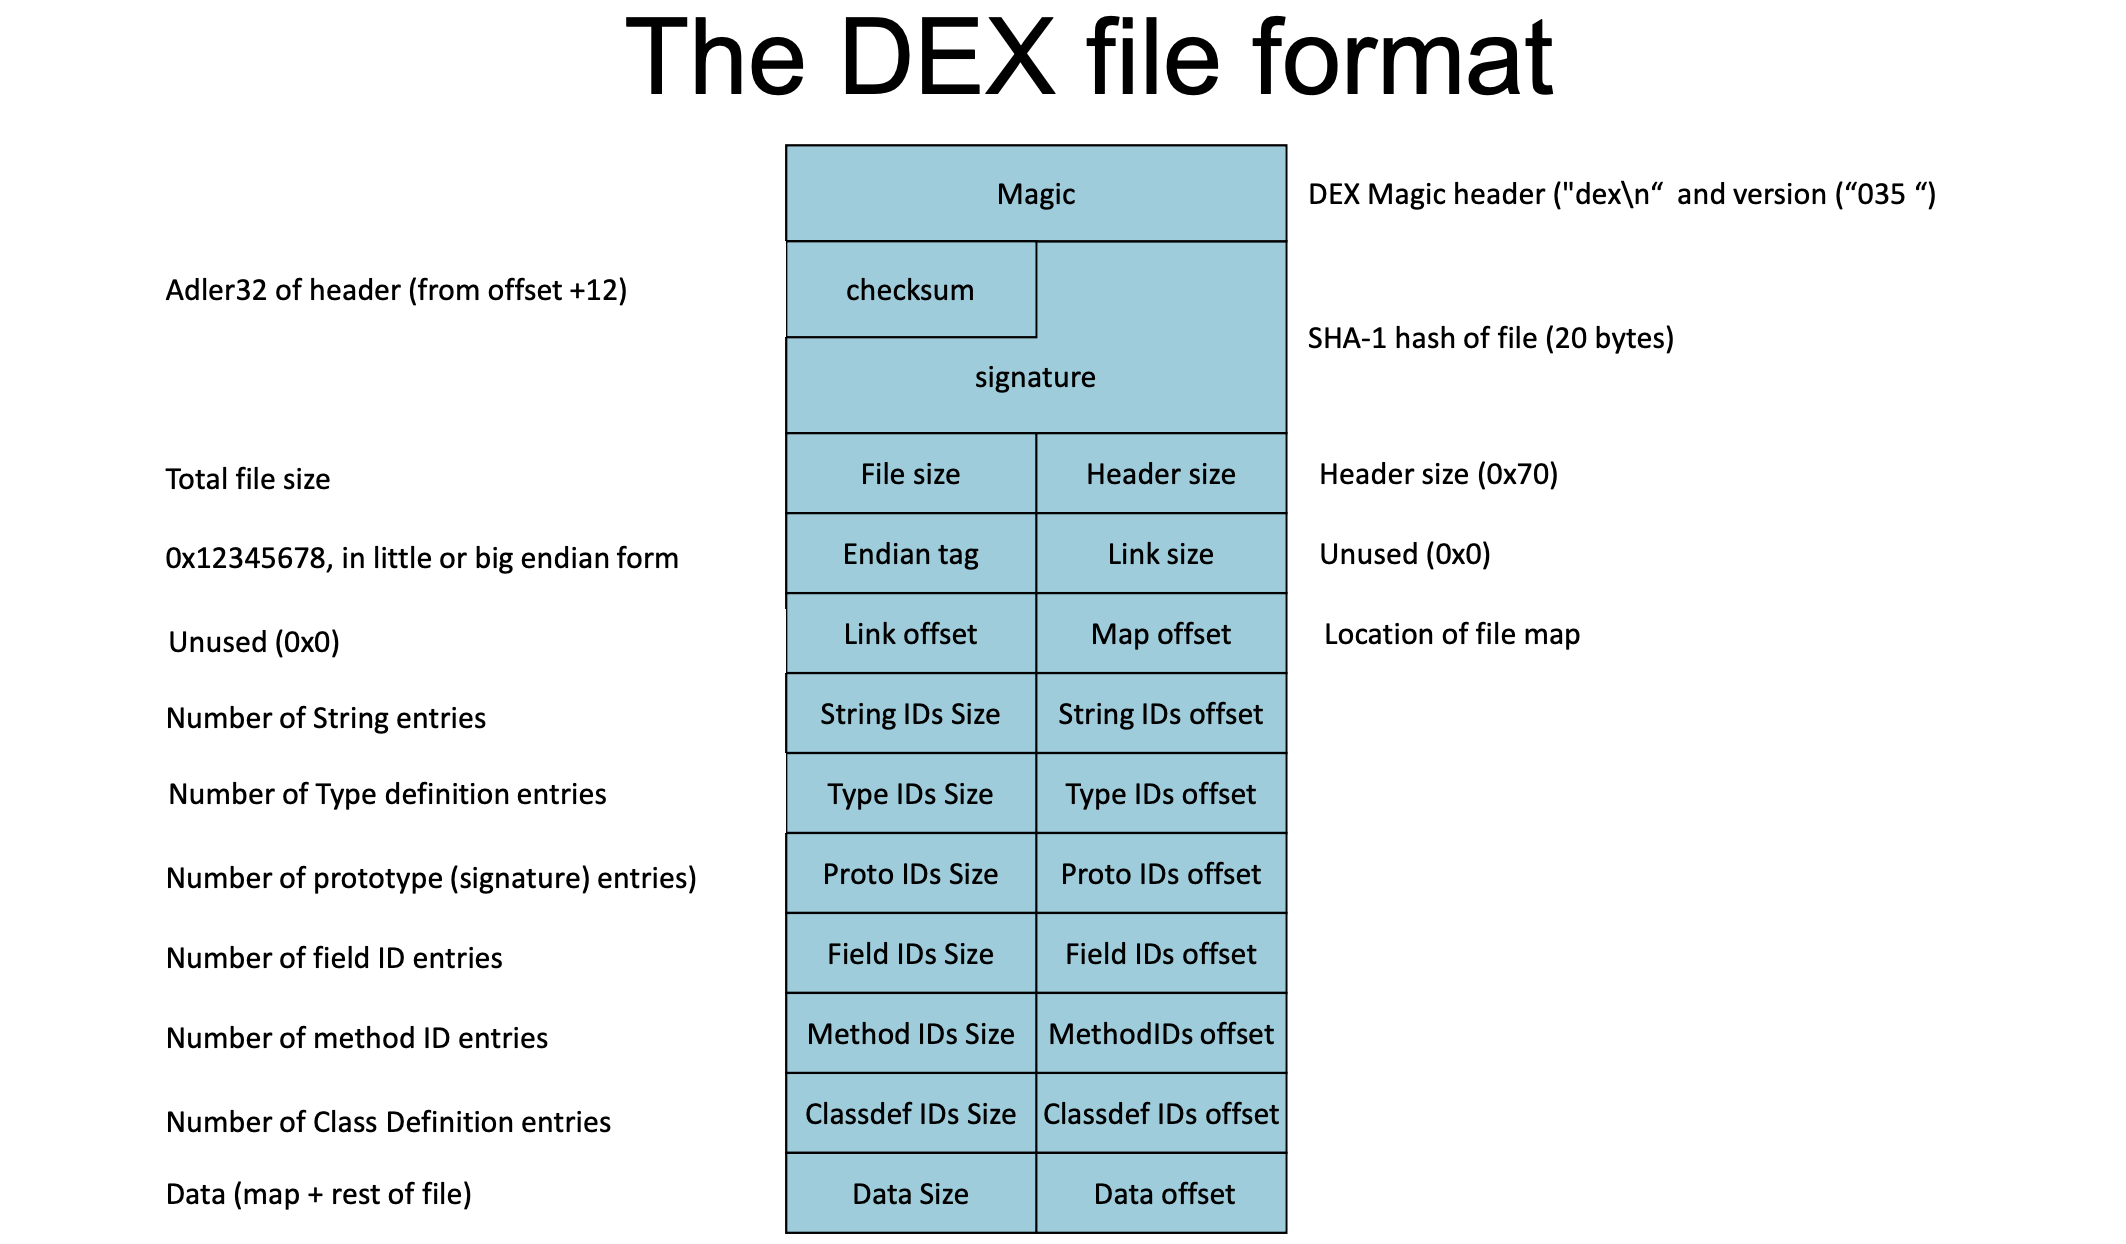 The DEX file format
Magic
DEX Magic header ("dex\n“  and version (“035 “)
Adler32 of header (from offset +12)
checksum
SHA-1 hash of file (20 bytes)
signature
Total file size
File size
Header size
Header size (0x70)
0x12345678, in little or big endian form
Endian tag
Link size
Unused (0x0)
Unused (0x0)
Link offset
Map offset
Location of file map
Number of String entries
String IDs Size
String IDs offset
Number of Type definition entries
Type IDs Size
Type IDs offset
Number of prototype (signature) entries)
Proto IDs Size
Proto IDs offset
Number of field ID entries
Field IDs Size
Field IDs offset
Number of method ID entries
Method IDs Size
MethodIDs offset
Number of Class Definition entries
Classdef IDs Size
Classdef IDs offset
Data (map + rest of file)
Data Size
Data offset